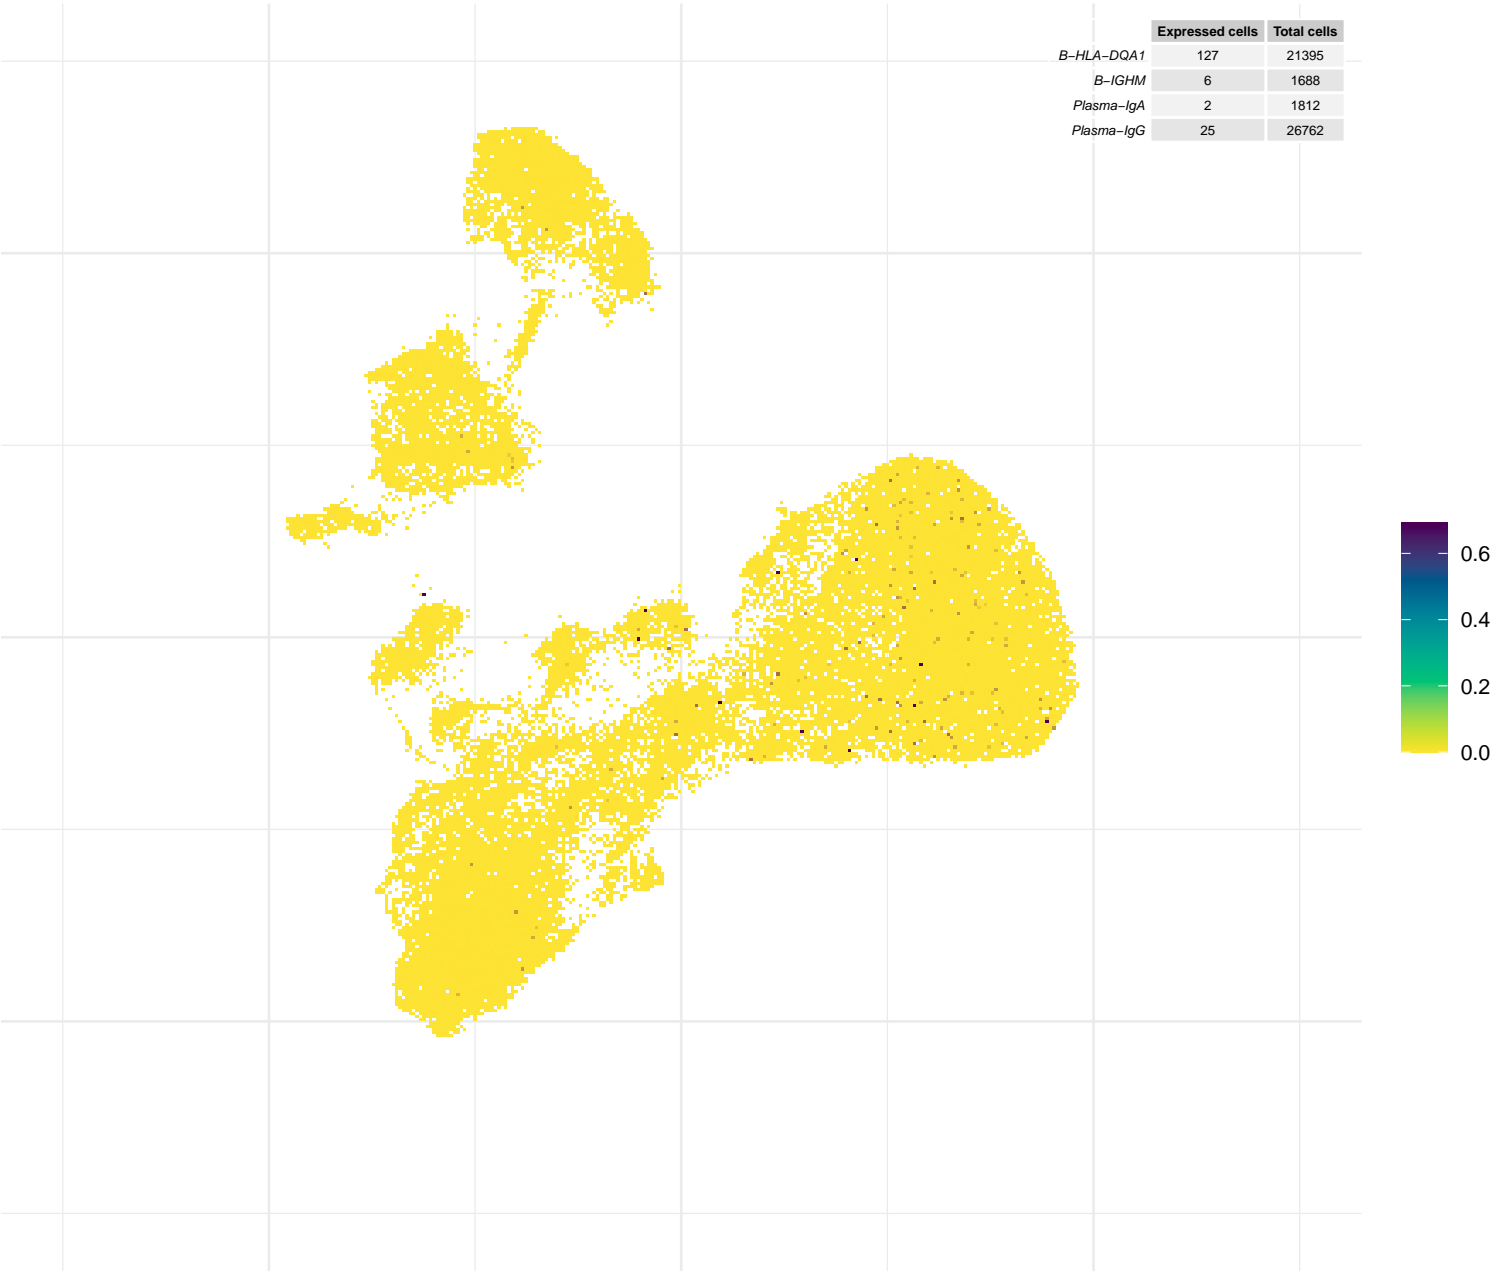 Expressed cells Total cells
B−HLA−DQA1 127 21395
B−IGHM 6 1688
Plasma−IgA 2 1812
Plasma−IgG 25 26762
0.6
0.4
0.2
0.0